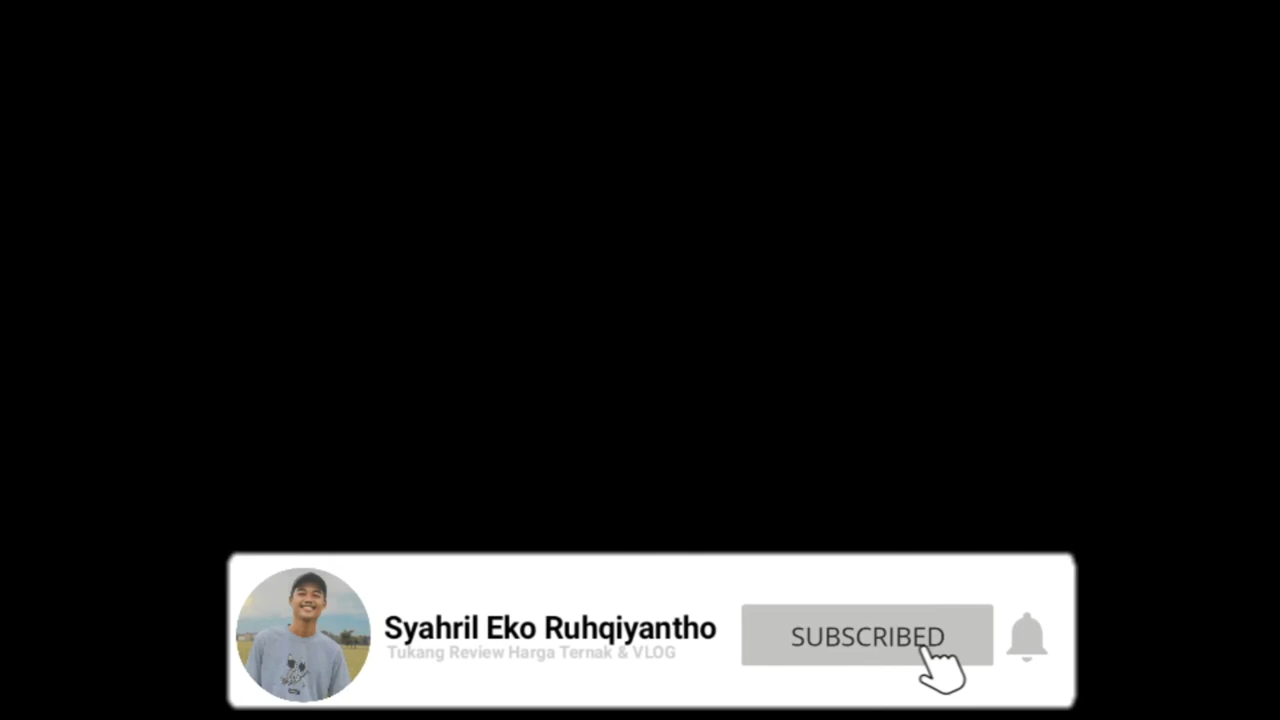 Syahril Eko Ruhqiyantho
Tukang Review Harga Ternak & VLOG
SUBSCRIBED